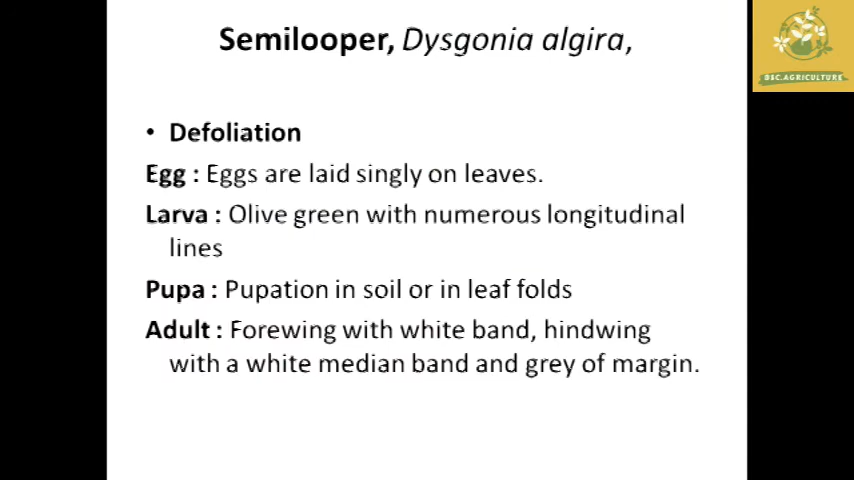 Semilooper, Dysgonia algira,
BSC.AGRICULTURE
• Defoliation
Egg : Eggs are laid singly on leaves.
Larva : Olive green with numerous longitudinal
lines
Pupa : Pupation in soil or in leaf folds
Adult : Forewing with white band, hindwing
with a white median band and grey of margin.